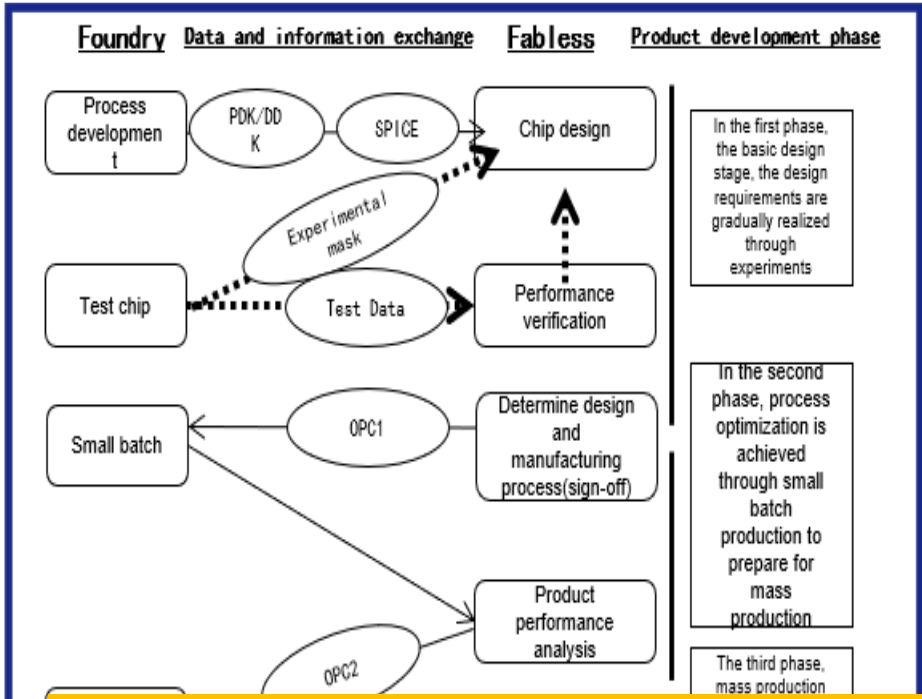 Foundry
Data and information exchange
Fabless
Product development phase
Process
developmen
t
PDK/DD
K
SPICE
Chip design
In the first phase,
the basic design
stage, the design
requirements are
gradually realized
through
experiments
Experimental
mask
Test chip
Test Data
Performance
verification
Small batch
OPC1
Determine design
and
manufacturing
process(sign-off)
In the second
phase, process
optimization is
achieved
through small
batch
production to
prepare for
mass
production
Product
performance
analysis
OPC2
The third phase,
mass production